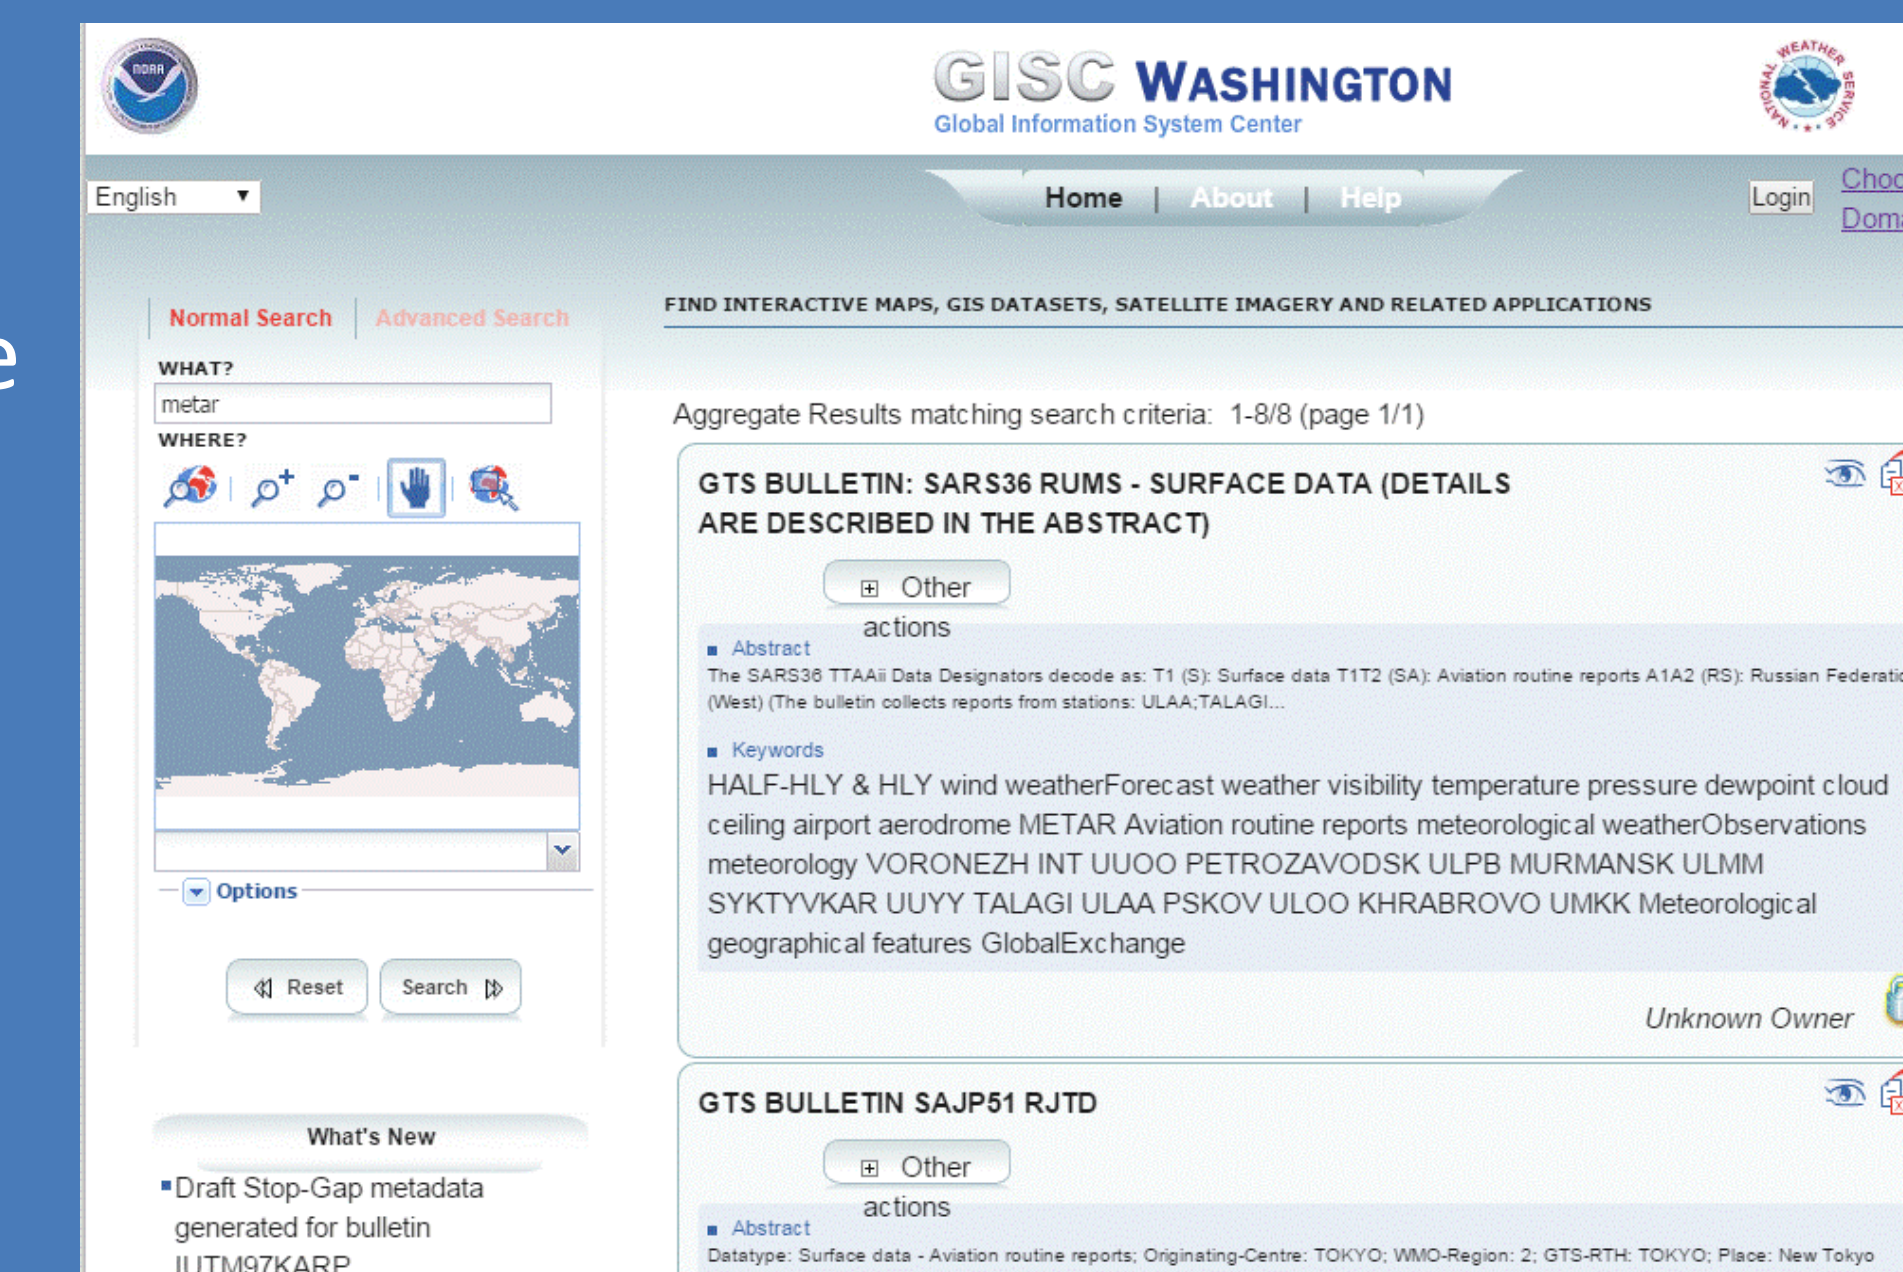 e
NOAA
GISC WASHINGTON
Global Information System Center
NATIONAL WEATHER SERVICE
English
Home | About | Help
Login
Choo
Doma
Normal Search
Advanced Search
FIND INTERACTIVE MAPS, GIS DATASETS, SATELLITE IMAGERY AND RELATED APPLICATIONS
WHAT?
metar
WHERE?
Options
Reset
Search
What's New
Draft Stop-Gap metadata
generated for bulletin
IUTM97KARP
Aggregate Results matching search criteria: 1-8/8 (page 1/1)
GTS BULLETIN: SARS36 RUMS - SURFACE DATA (DETAILS
ARE DESCRIBED IN THE ABSTRACT)
Other
actions
Abstract
The SARS36 TTAAii Data Designators decode as: T1 (S): Surface data T1T2 (SA): Aviation routine reports A1A2 (RS): Russian Federatio
(West) (The bulletin collects reports from stations: ULAA;TALAGI...
Keywords
HALF-HLY & HLY wind weatherForecast weather visibility temperature pressure dewpoint cloud
ceiling airport aerodrome METAR Aviation routine reports meteorological weatherObservations
meteorology VORONEZH INT UUOO PETROZAVODSK ULPB MURMANSK ULMM
SYKTYVKAR UUYY TALAGI ULAA PSKOV ULOO KHRABROVO UMKK Meteorological
geographical features GlobalExchange
Unknown Owner
GTS BULLETIN SAJP51 RJTD
Other
actions
Abstract
Datatype: Surface data - Aviation routine reports; Originating-Centre: TOKYO; WMO-Region: 2; GTS-RTH: TOKYO; Place: New Tokyo